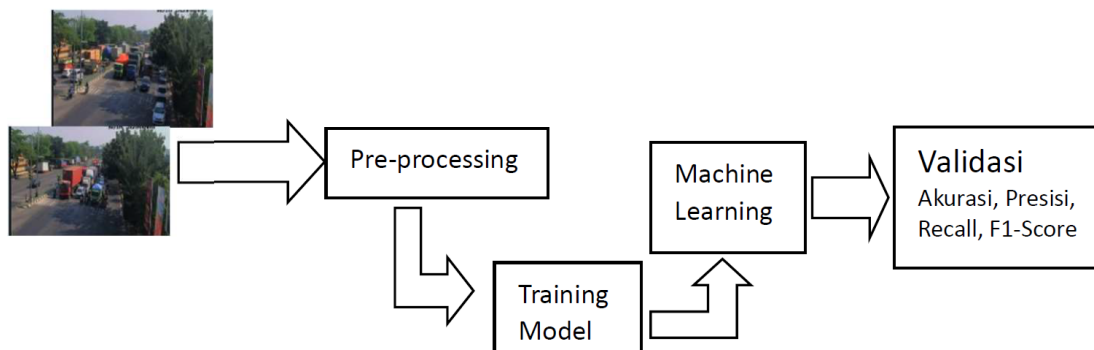 Pre-processing
Training
Model
Machine
Learning
Validasi
Akurasi, Presisi,
Recall, F1-Score